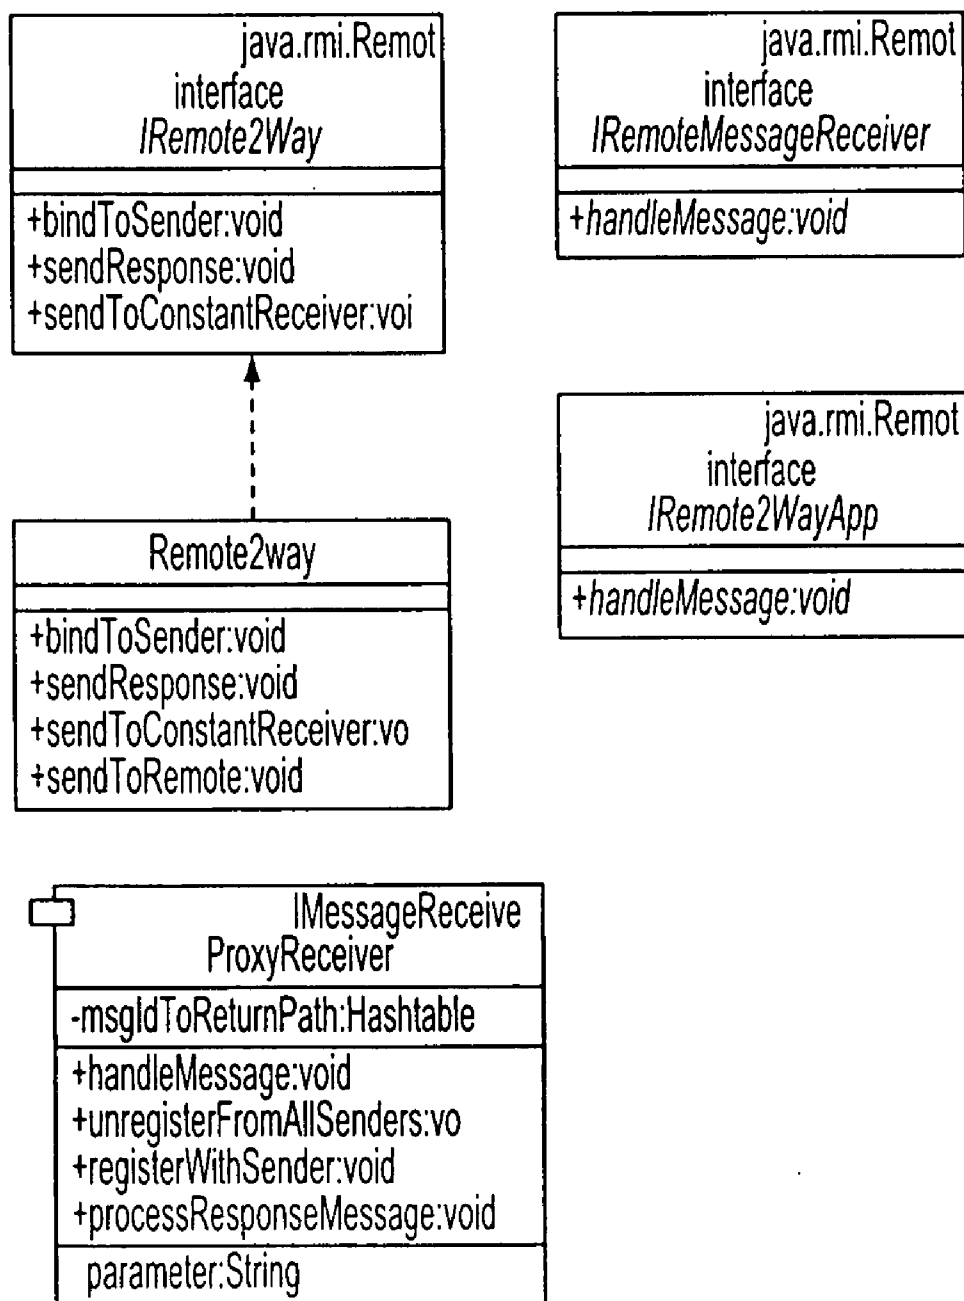 java.rmi.Remot
interface
IRemote2Way
+bindToSender:void
+sendResponse:void
+sendToConstantReceiver:voi
java.rmi.Remot
interface
IRemoteMessageReceiver
+handleMessage:void
java.rmi.Remot
interface
IRemote2WayApp
+handleMessage:void
Remote2way
+bindToSender:void
+sendResponse:void
+sendToConstantReceiver:vo
+sendToRemote:void
IMessageReceive
ProxyReceiver
-msgIdToReturnPath:Hashtable
+handleMessage:void
+unregisterFromAllSenders:vo
+registerWithSender:void
+processResponseMessage:void
parameter:String